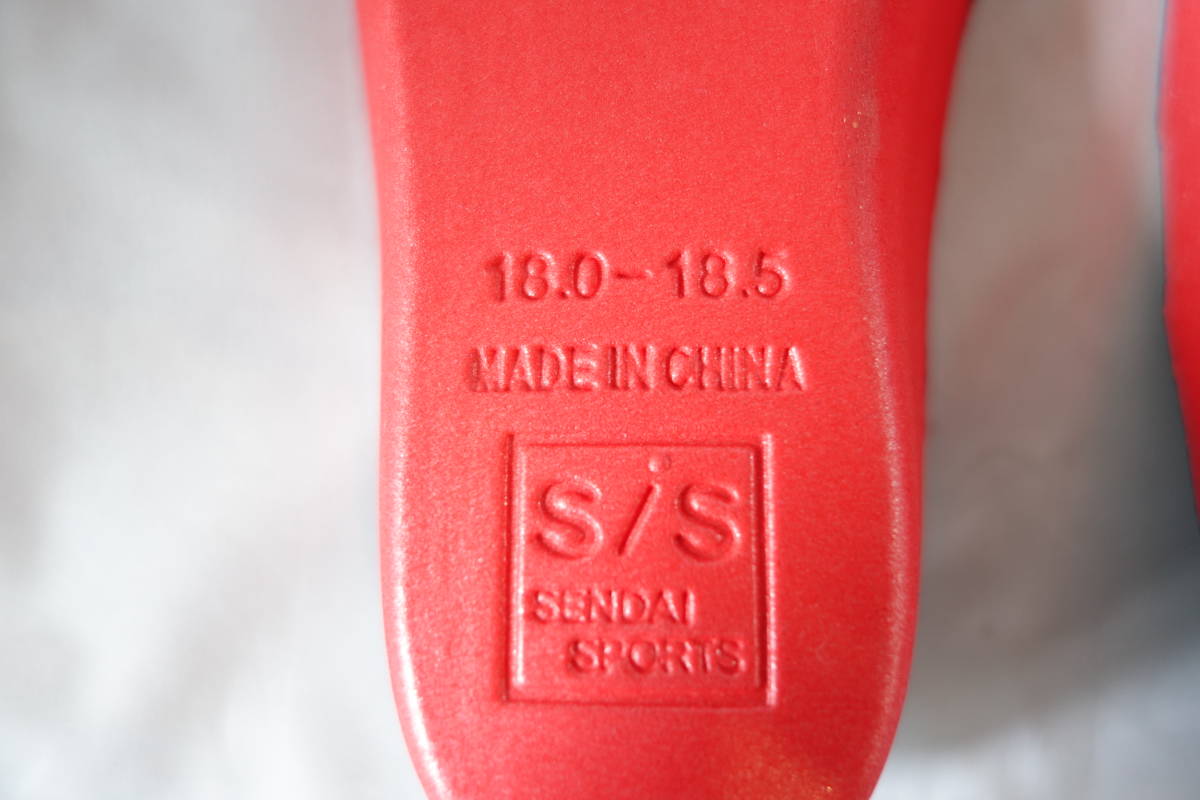 18.0-18.5
MADE IN CHINA
S/S
SENDAI
SPORTS